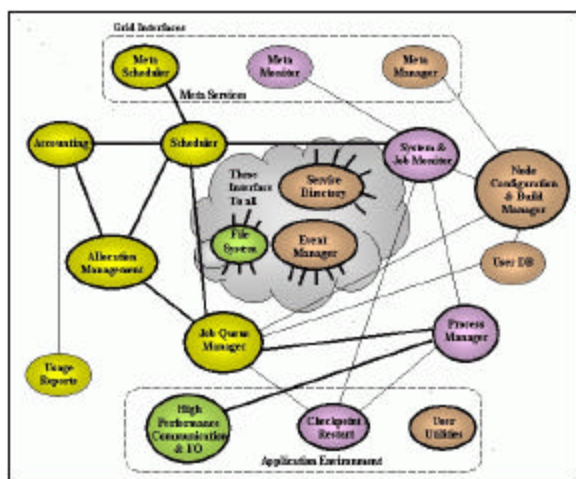 Grid Interfaces
Meta
Scheduler
Meta
Monitor
Meta
Manager
Meta Services
Accounting
Scheduler
System &
Job Monitor
These
Interface
To all
Service
Directory
Node
Configuration
& Build
Manager
File
System
Event
Manager
Allocation
Management
User DB
Job Queue
Manager
Process
Manager
Usage
Reports
High
Performance
Communication
& I/O
Checkpoint
Restart
User
Utilities
Application Environment